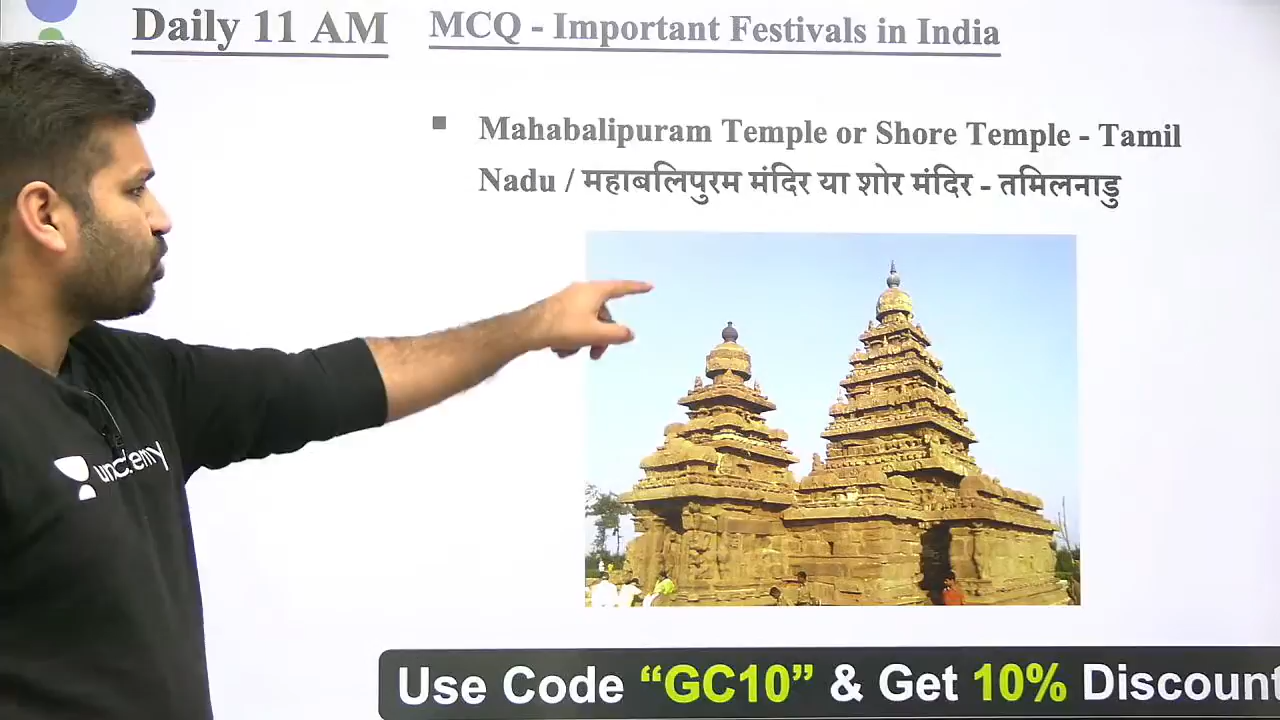 Daily 11 AM
MCQ - Important Festivals in India
▪ Mahabalipuram Temple or Shore Temple - Tamil
Nadu / महाबलिपुरम मंदिर या शोर मंदिर - तमिलनाडु
unacademy
Use Code “GC10” & Get 10% Discount